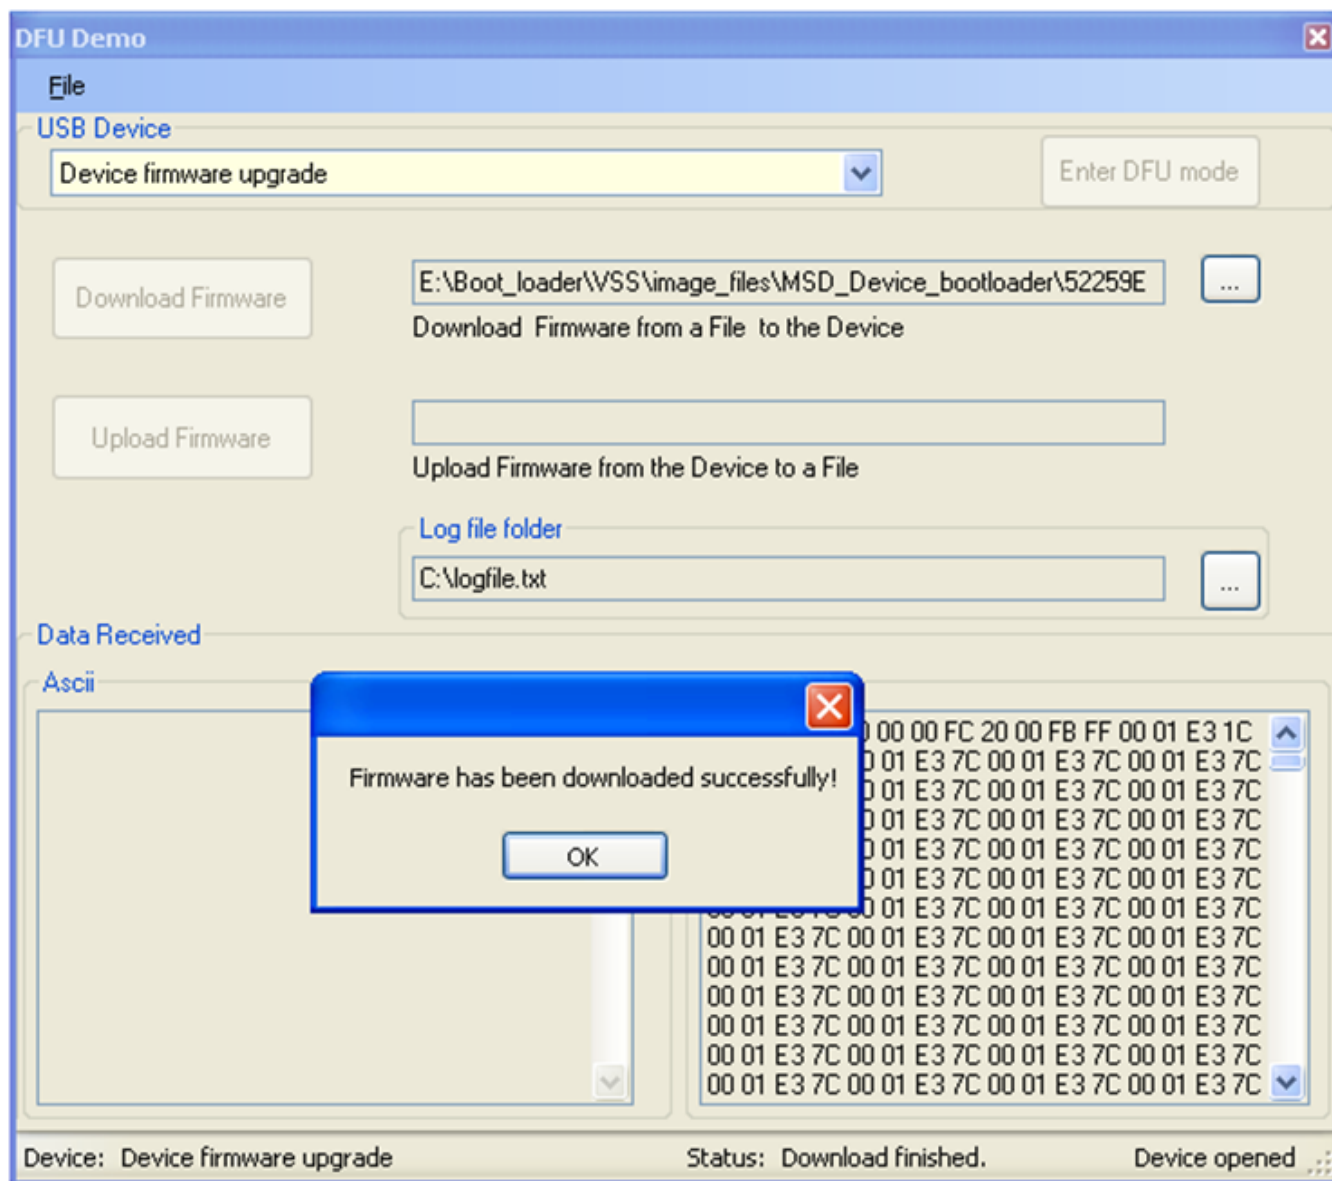 DFU Demo
File
USB Device
Device firmware upgrade
Enter DFU mode
Download Firmware
E:\Boot_loader\VSS\image_files\MSD_Device_bootloader\52259E
...
Download  Firmware from a File  to the Device
Upload Firmware
Upload Firmware from the Device to a File
Log file folder
C:\logfile.txt
...
Data Received
Ascii
00 00 FC 20 00 FB FF 00 01 E3 1C
01 E3 7C 00 01 E3 7C 00 01 E3 7C
01 E3 7C 00 01 E3 7C 00 01 E3 7C
01 E3 7C 00 01 E3 7C 00 01 E3 7C
01 E3 7C 00 01 E3 7C 00 01 E3 7C
01 E3 7C 00 01 E3 7C 00 01 E3 7C
00 01 E3 7C 00 01 E3 7C 00 01 E3 7C 00 01 E3 7C
00 01 E3 7C 00 01 E3 7C 00 01 E3 7C 00 01 E3 7C
00 01 E3 7C 00 01 E3 7C 00 01 E3 7C 00 01 E3 7C
00 01 E3 7C 00 01 E3 7C 00 01 E3 7C 00 01 E3 7C
00 01 E3 7C 00 01 E3 7C 00 01 E3 7C 00 01 E3 7C
00 01 E3 7C 00 01 E3 7C 00 01 E3 7C 00 01 E3 7C
00 01 E3 7C 00 01 E3 7C 00 01 E3 7C 00 01 E3 7C
Firmware has been downloaded successfully!
OK
Device: Device firmware upgrade
Status: Download finished.
Device opened